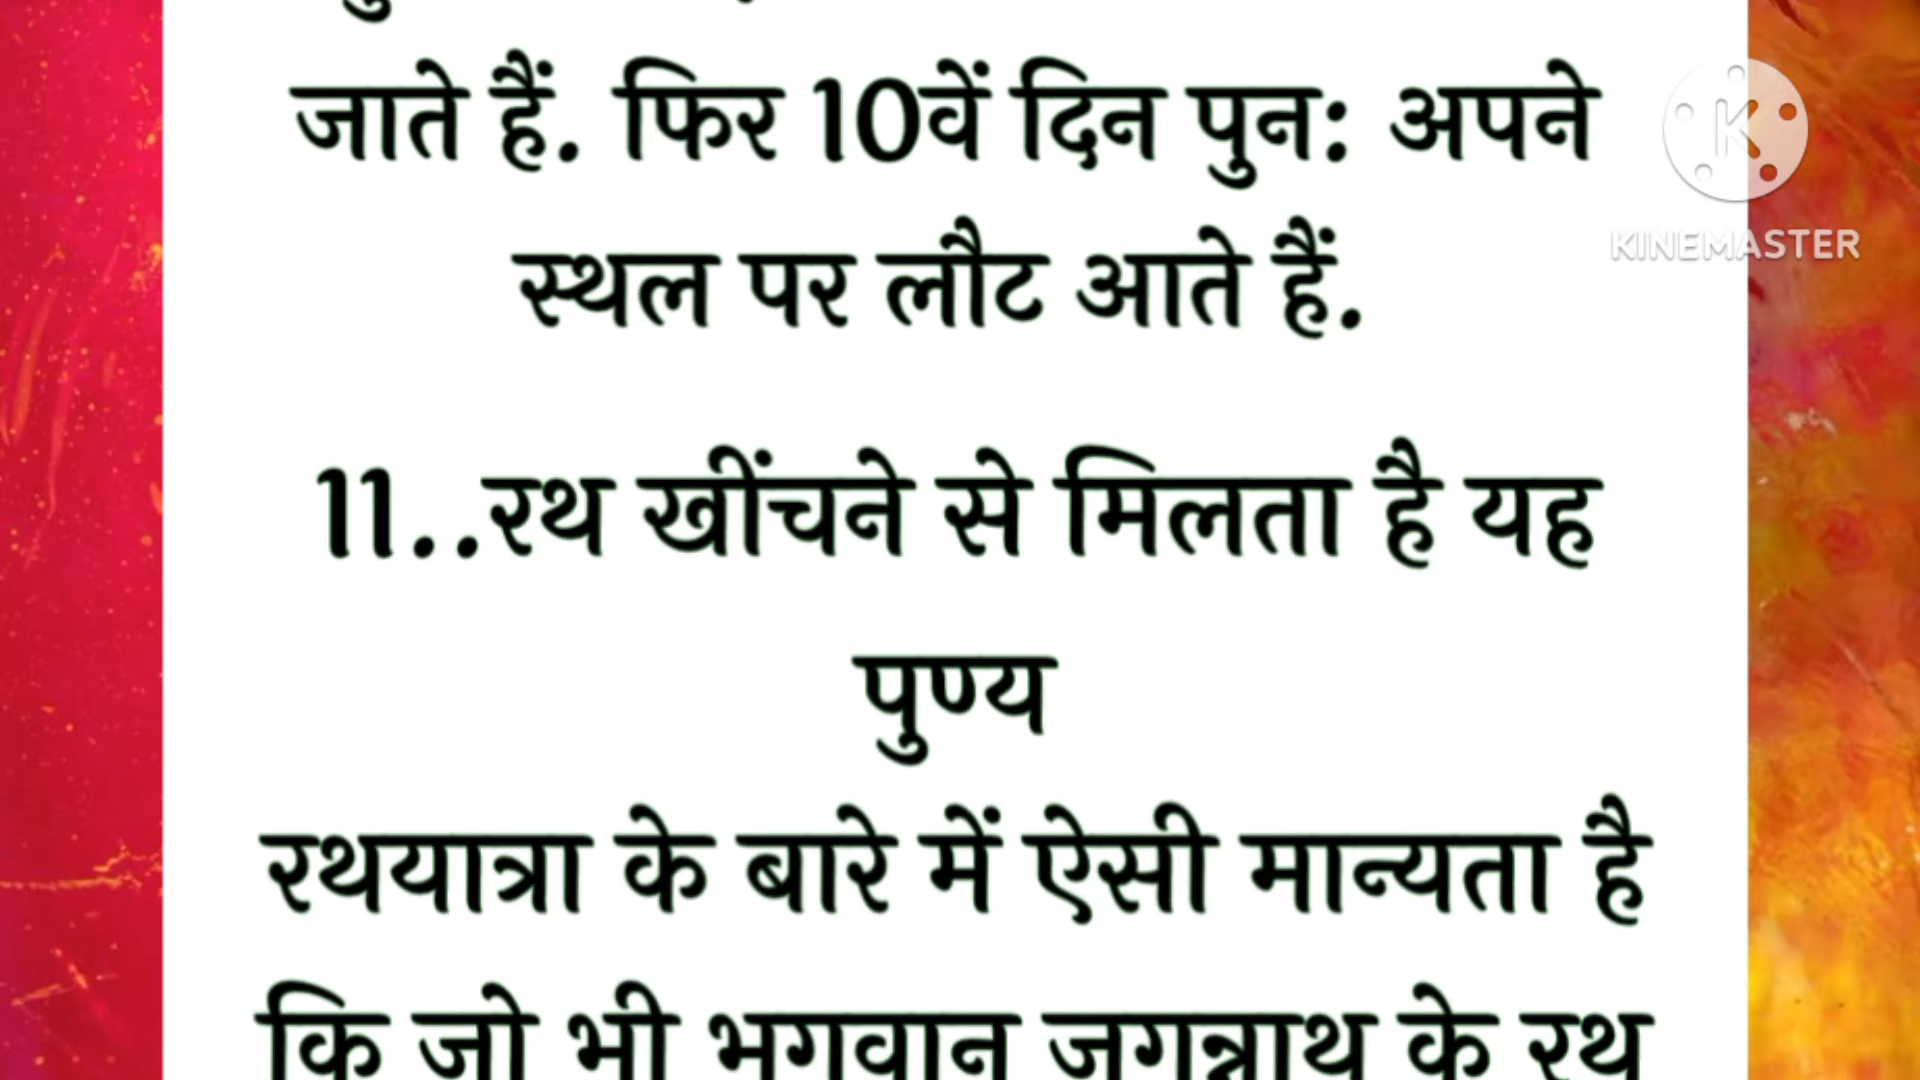 जाते हैं. फिर 10वें दिन पुन: अपने
स्थल पर लौट आते हैं.
KINEMASTER
11..रथ खींचने से मिलता है यह
पुण्य
रथयात्रा के बारे में ऐसी मान्यता है
कि जो भी भगवान जगन्नाथ के रथ